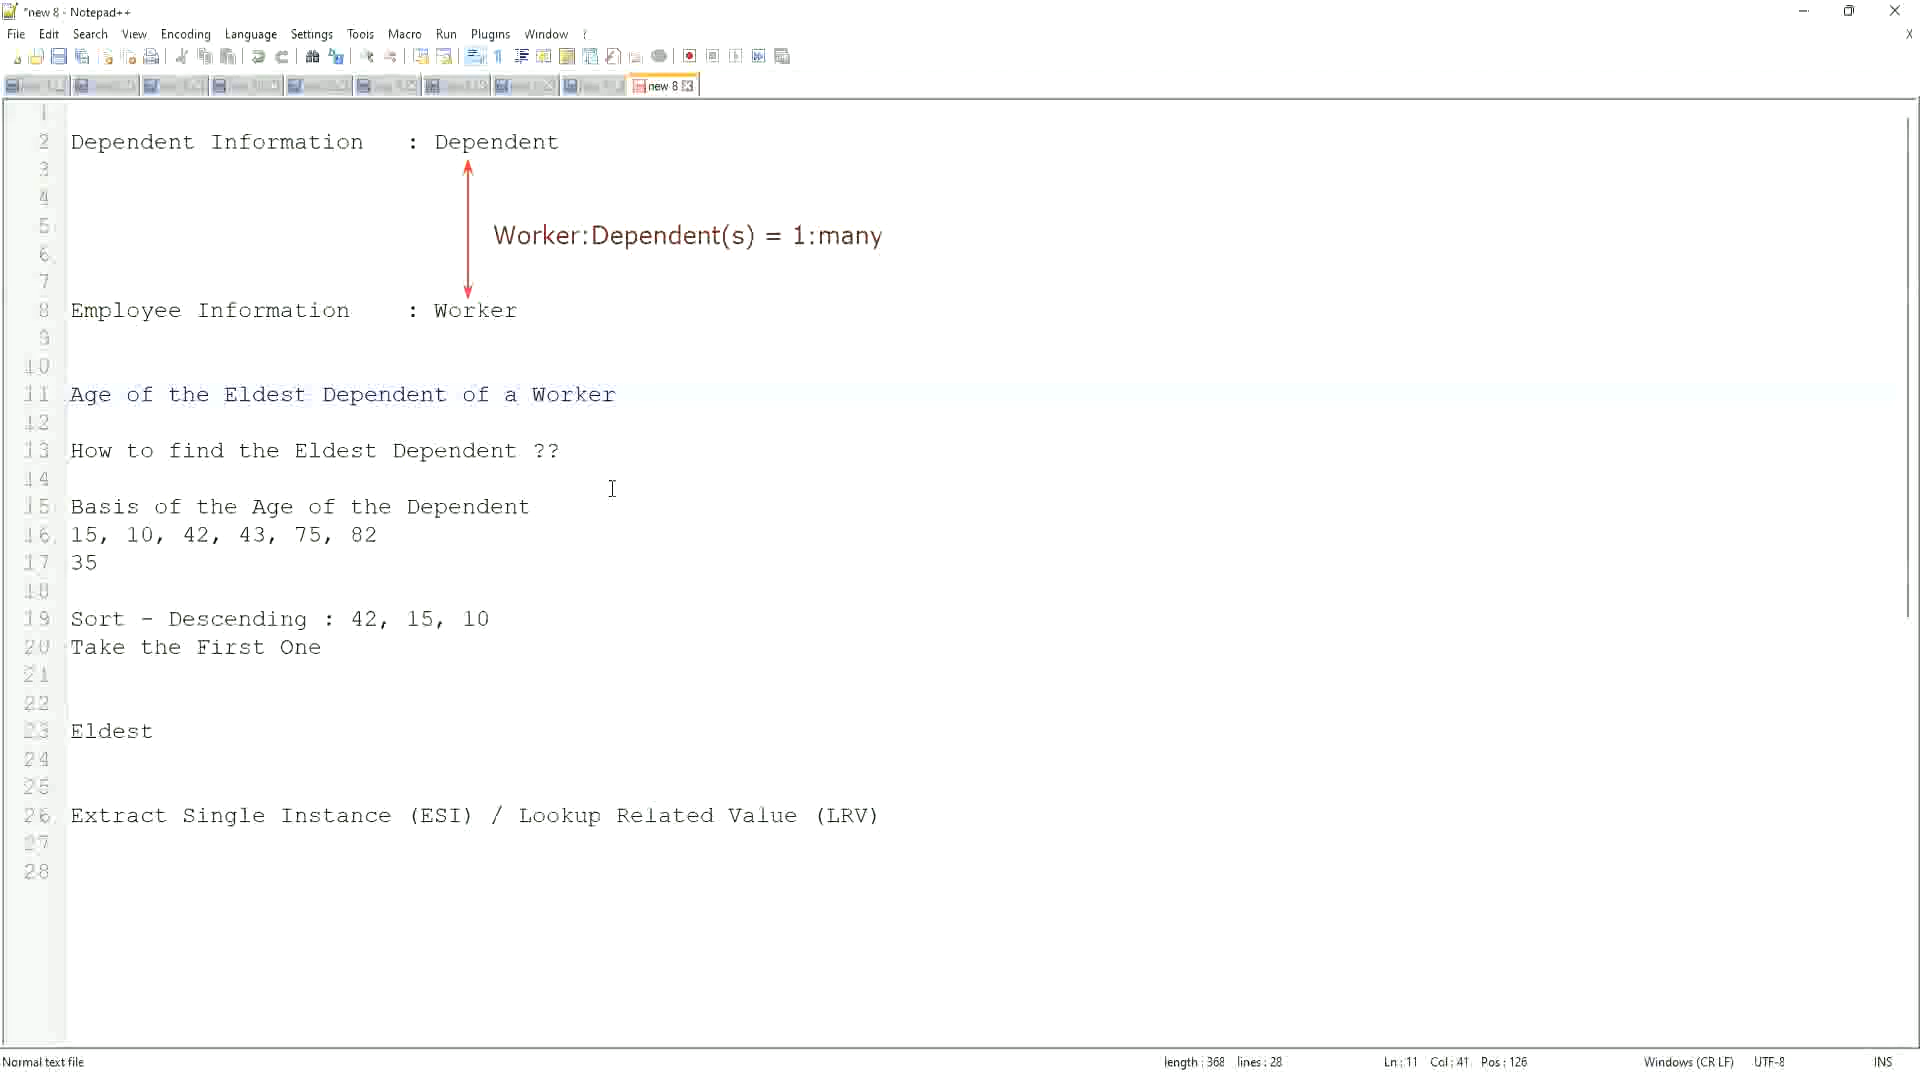 *new 8 - Notepad++
File Edit Search View Encoding Language Settings Tools Macro Run Plugins Window ?
X
new 8
1
2 Dependent Information : Dependent
3
4
5 Worker:Dependent(s) = 1:many
6
7
8 Employee Information : Worker
9
10
11 Age of the Eldest Dependent of a Worker
12
13 How to find the Eldest Dependent ??
14
15 Basis of the Age of the Dependent
16 15, 10, 42, 43, 75, 82
17 35
18
19 Sort - Descending : 42, 15, 10
20 Take the First One
21
22
23 Eldest
24
25
26 Extract Single Instance (ESI) / Lookup Related Value (LRV)
27
28
Normal text file length : 368 lines : 28 Ln : 11 Col : 41 Pos : 126 Windows (CR LF) UTF-8 INS